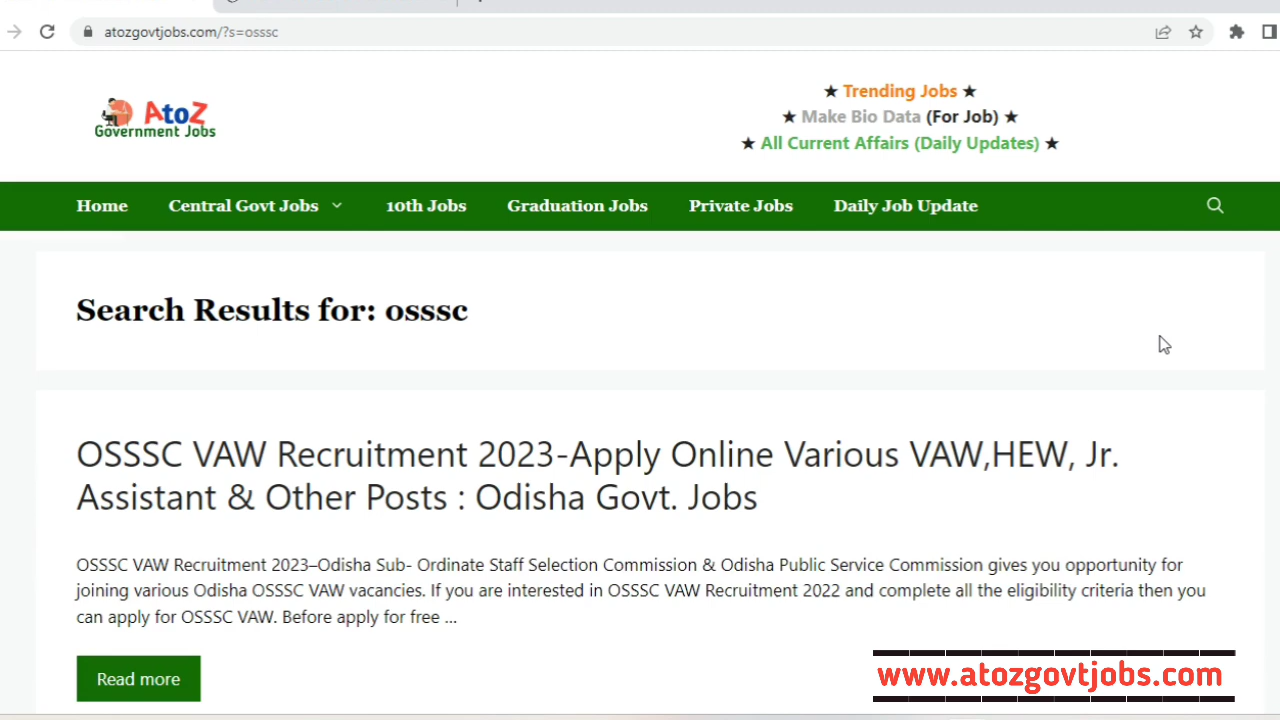 atozgovtjobs.com/?s=osssc
AtoZ
Government Jobs
★ Trending Jobs ★
★ Make Bio Data (For Job) ★
★ All Current Affairs (Daily Updates) ★
Home Central Govt Jobs 10th Jobs Graduation Jobs Private Jobs Daily Job Update
Search Results for: osssc
OSSSC VAW Recruitment 2023-Apply Online Various VAW,HEW, Jr.
Assistant & Other Posts : Odisha Govt. Jobs
OSSSC VAW Recruitment 2023–Odisha Sub- Ordinate Staff Selection Commission & Odisha Public Service Commission gives you opportunity for
joining various Odisha OSSSC VAW vacancies. If you are interested in OSSSC VAW Recruitment 2022 and complete all the eligibility criteria then you
can apply for OSSSC VAW. Before apply for free ...
Read more
www.atozgovtjobs.com